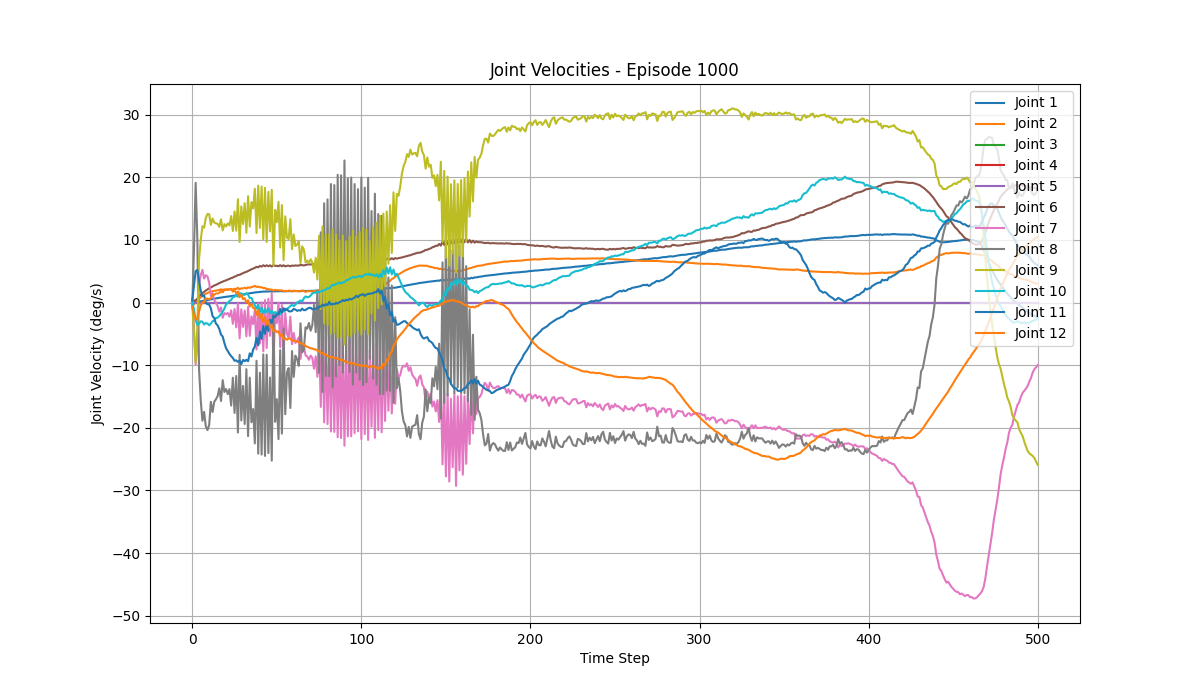 Joint Velocities - Episode 1000
Joint Velocity (deg/s)
30
20
10
0
−10
−20
−30
−40
−50
0
100
200
300
400
500
Time Step
Joint 1
Joint 2
Joint 3
Joint 4
Joint 5
Joint 6
Joint 7
Joint 8
Joint 9
Joint 10
Joint 11
Joint 12